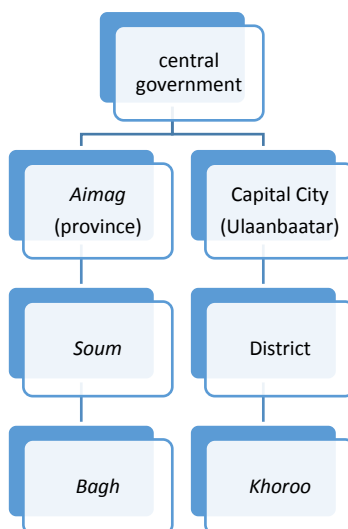 central
government
Aimag
(province)
Capital City
(Ulaanbaatar)
Soum
District
Bagh
Khoroo